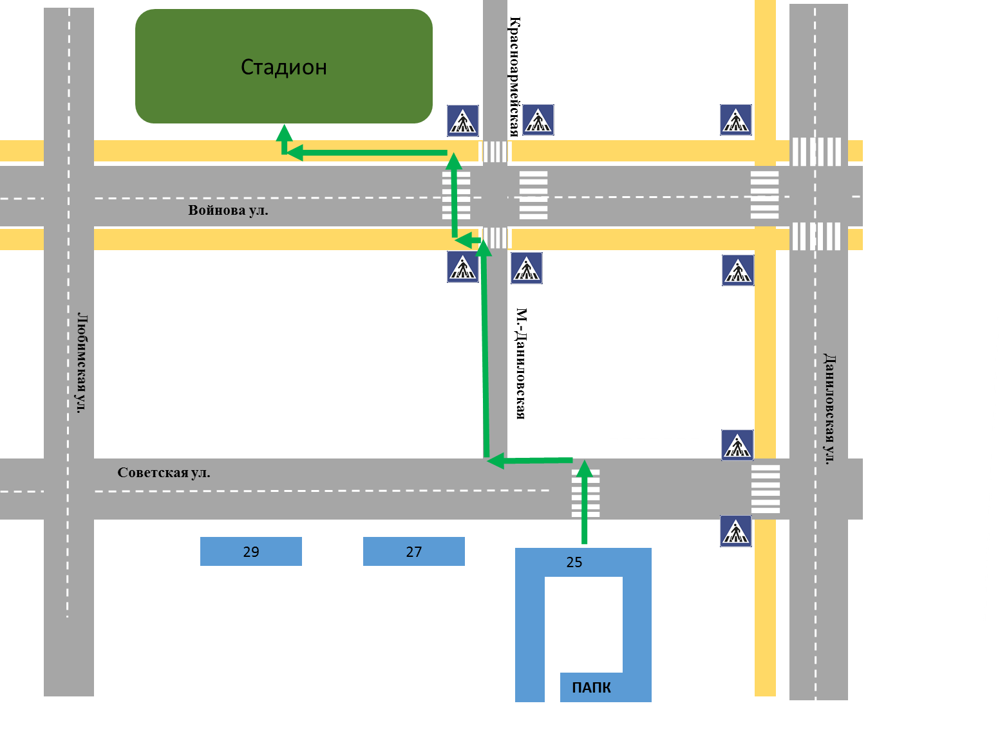 Стадион
Красноармейская
Войнова ул.
Любимская ул.
М.-Даниловская
Даниловская ул.
Советская ул.
29
27
25
ПАПК